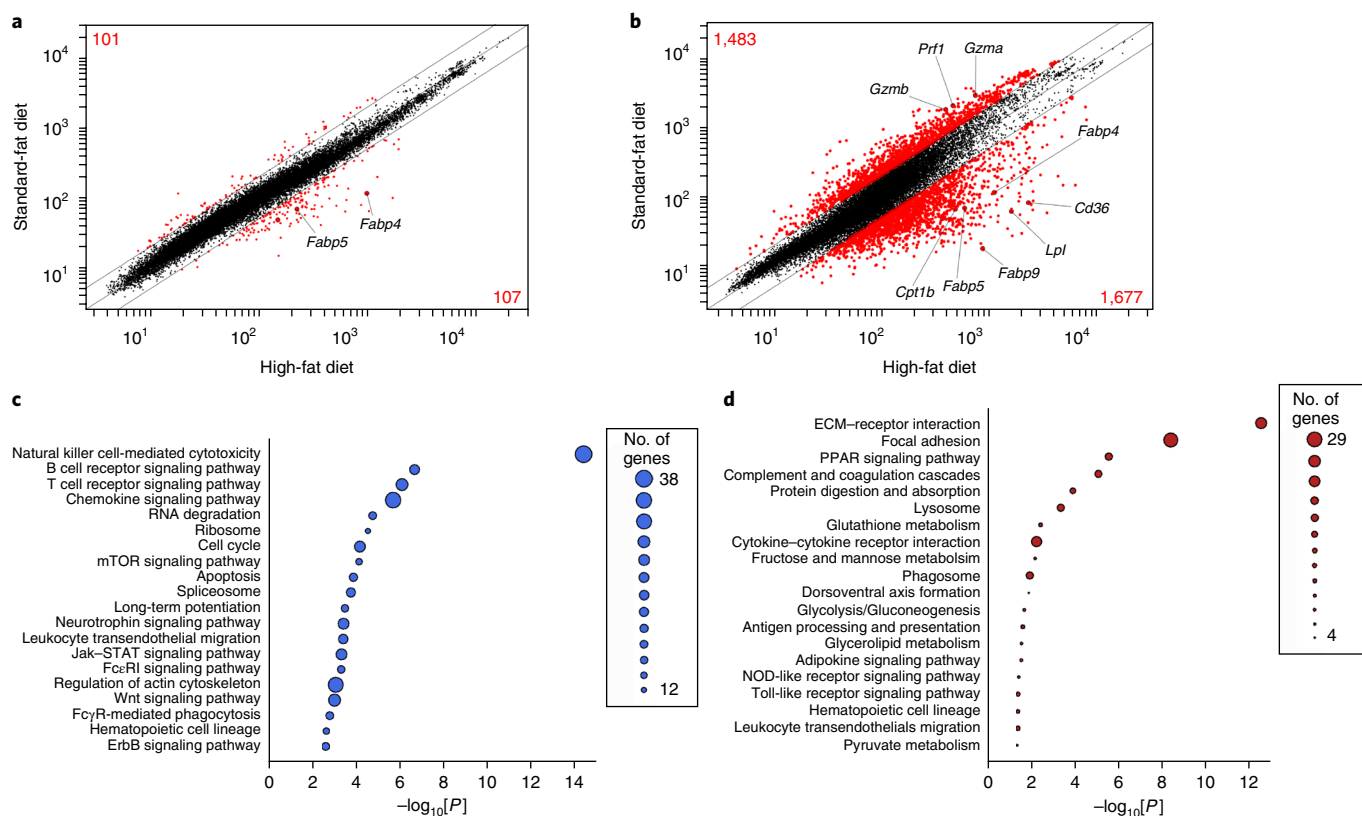 a
101
107
Fabp5
Fabp4
Standard-fat diet
10⁴
10³
10²
10¹
10¹
10²
10³
10⁴
High-fat diet
b
1,483
1,677
Prf1
Gzma
Gzmb
Fabp4
Cd36
Lpl
Fabp9
Fabp5
Cpt1b
Standard-fat diet
10⁴
10³
10²
10¹
10¹
10²
10³
10⁴
High-fat diet
c
Natural killer cell-mediated cytotoxicity
B cell receptor signaling pathway
T cell receptor signaling pathway
Chemokine signaling pathway
RNA degradation
Ribosome
Cell cycle
mTOR signaling pathway
Apoptosis
Spliceosome
Long-term potentiation
Neurotrophin signaling pathway
Leukocyte transendothelial migration
Jak–STAT signaling pathway
FcεRI signaling pathway
Regulation of actin cytoskeleton
Wnt signaling pathway
FcγR-mediated phagocytosis
Hematopoietic cell lineage
ErbB signaling pathway
0 2 4 6 8 10 12 14
–log₁₀[P]
No. of
genes
38
12
d
ECM–receptor interaction
Focal adhesion
PPAR signaling pathway
Complement and coagulation cascades
Protein digestion and absorption
Lysosome
Glutathione metabolism
Cytokine–cytokine receptor interaction
Fructose and mannose metabolsim
Phagosome
Dorsoventral axis formation
Glycolysis/Gluconeogenesis
Antigen processing and presentation
Glycerolipid metabolism
Adipokine signaling pathway
NOD-like receptor signaling pathway
Toll-like receptor signaling pathway
Hematopoietic cell lineage
Leukocyte transendothelials migration
Pyruvate metabolism
0 2 4 6 8 10 12
–log₁₀[P]
No. of
genes
29
4